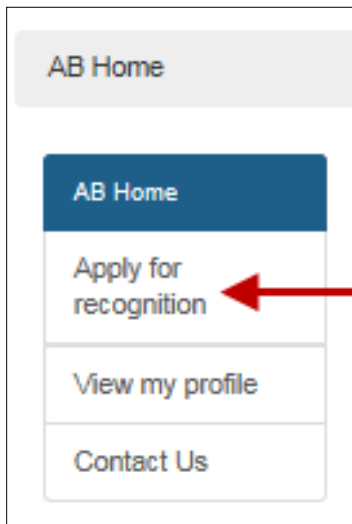 AB Home
AB Home
Apply for
recognition
View my profile
Contact Us